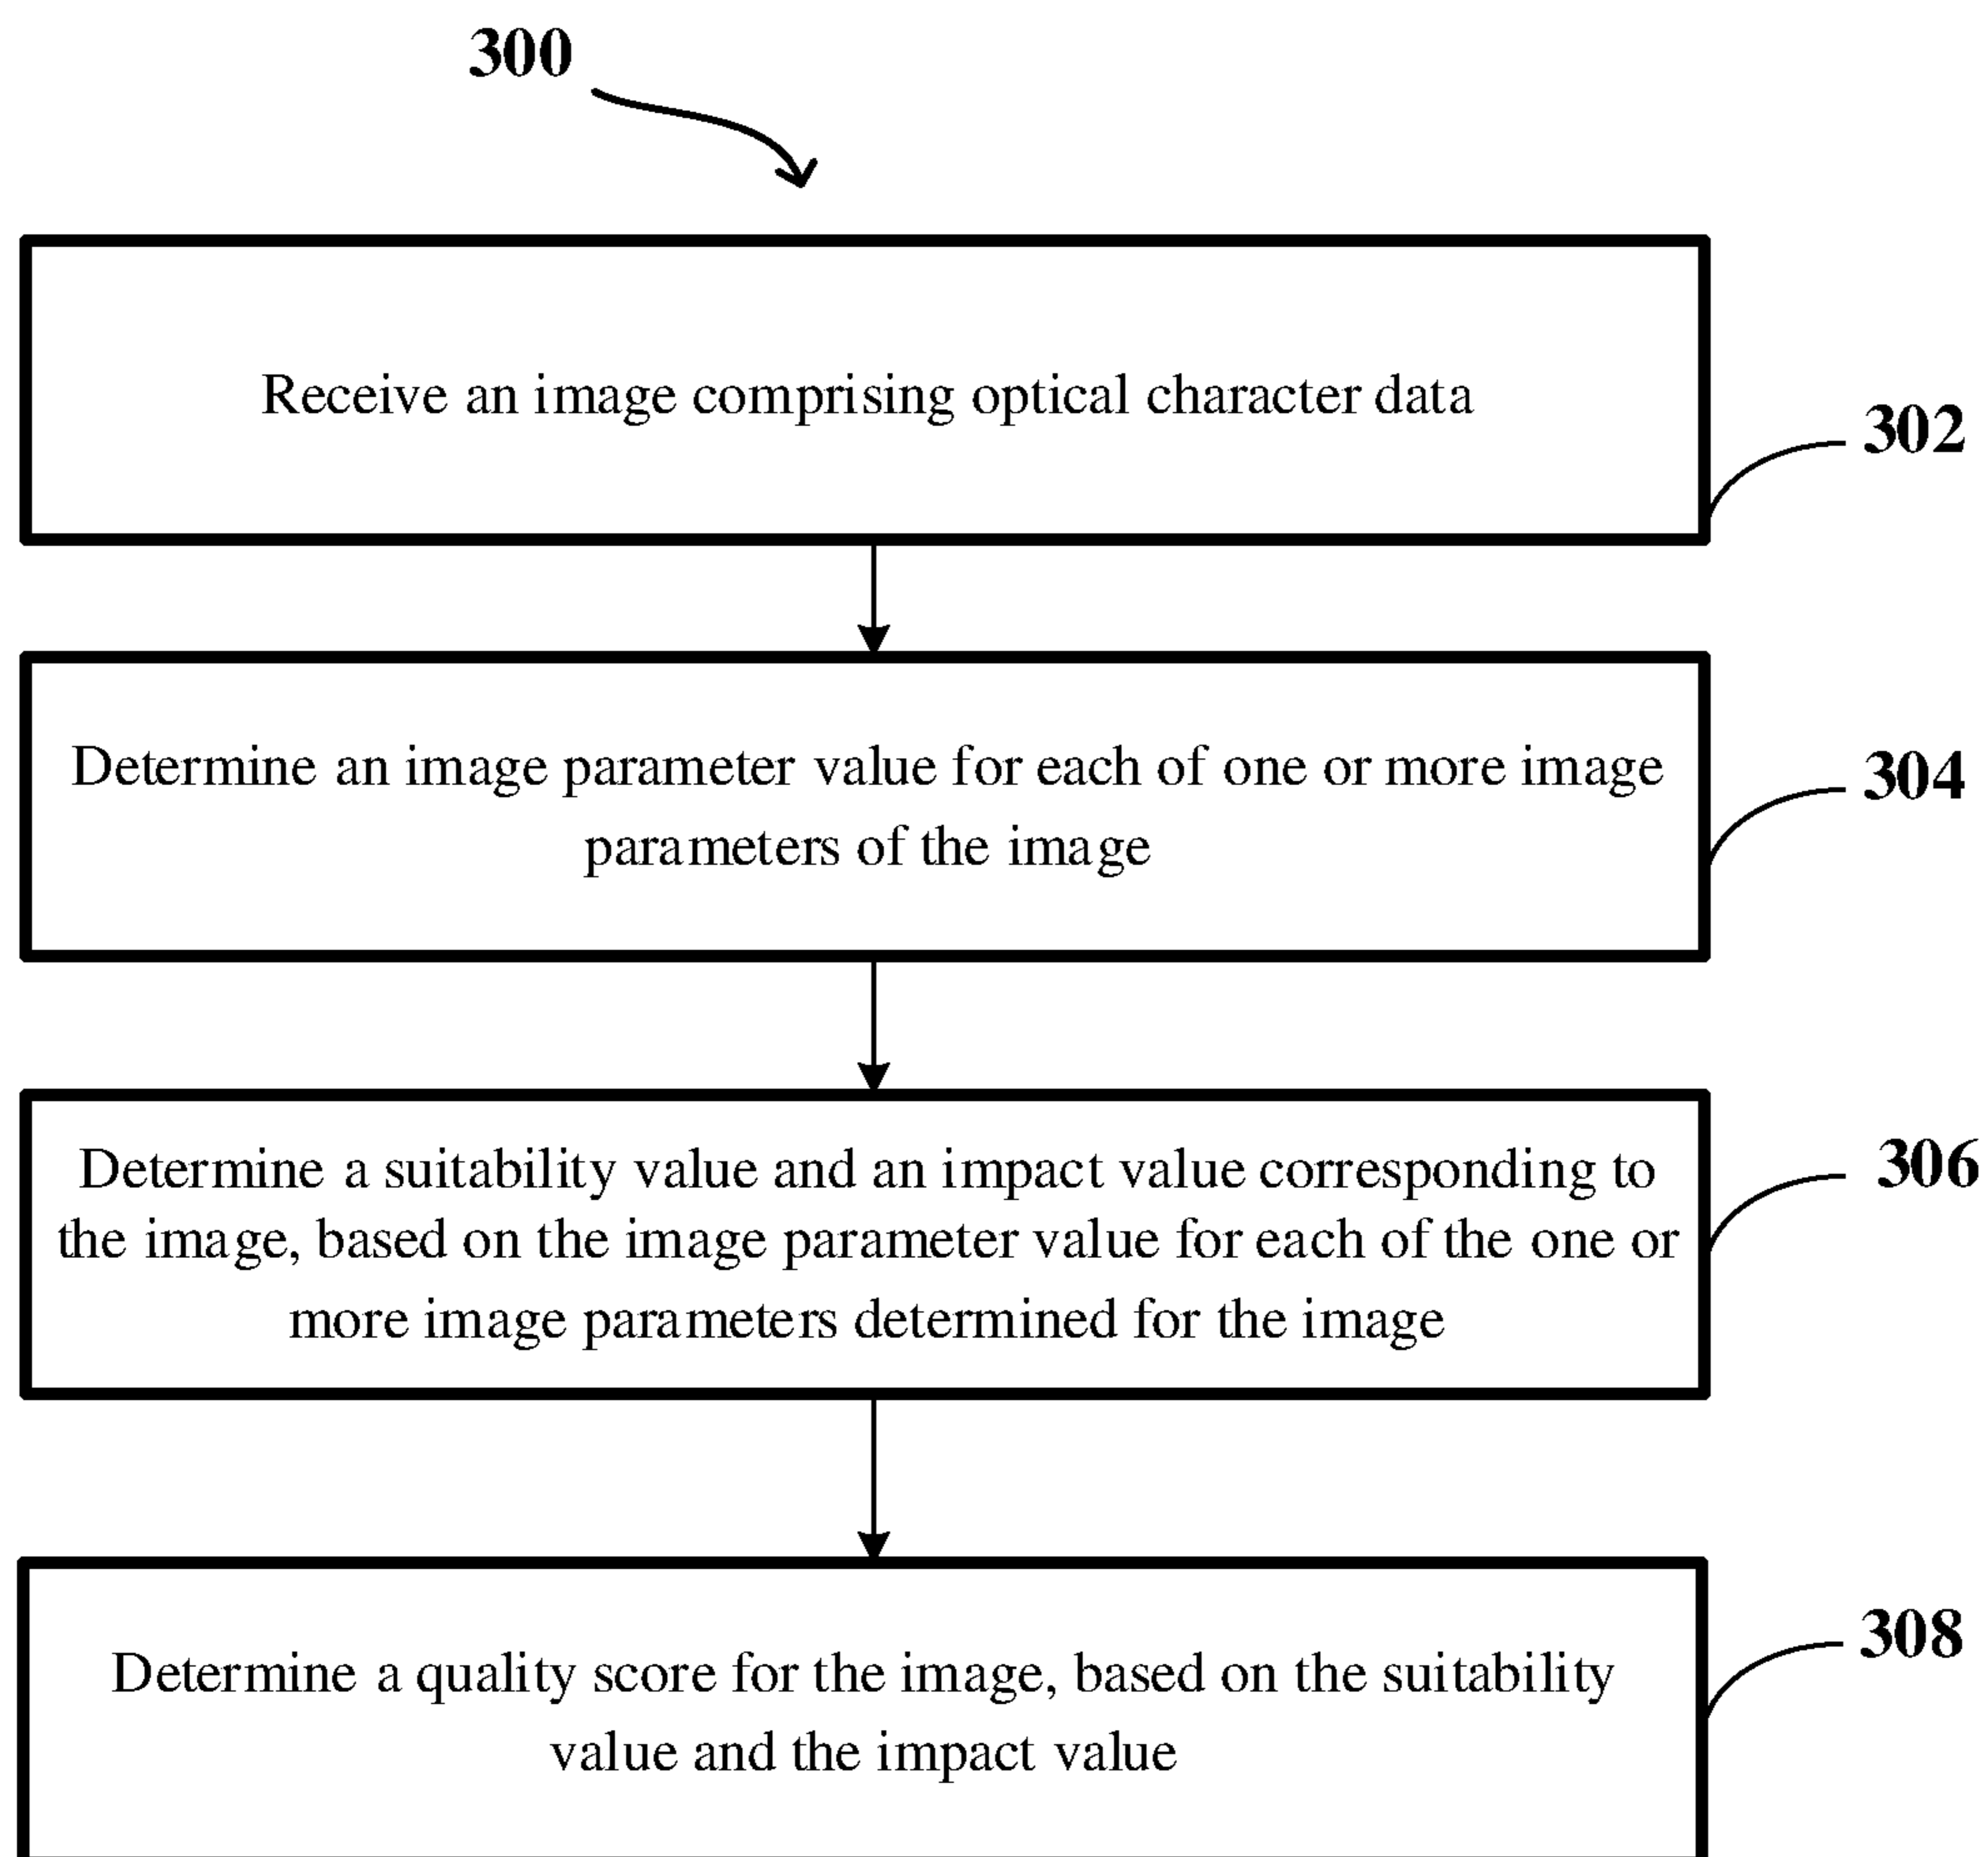 300
Receive an image comprising optical character data
302
Determine an image parameter value for each of one or more image
parameters of the image
304
Determine a suitability value and an impact value corresponding to
the image, based on the image parameter value for each of the one or
more image parameters determined for the image
306
Determine a quality score for the image, based on the suitability
value and the impact value
308